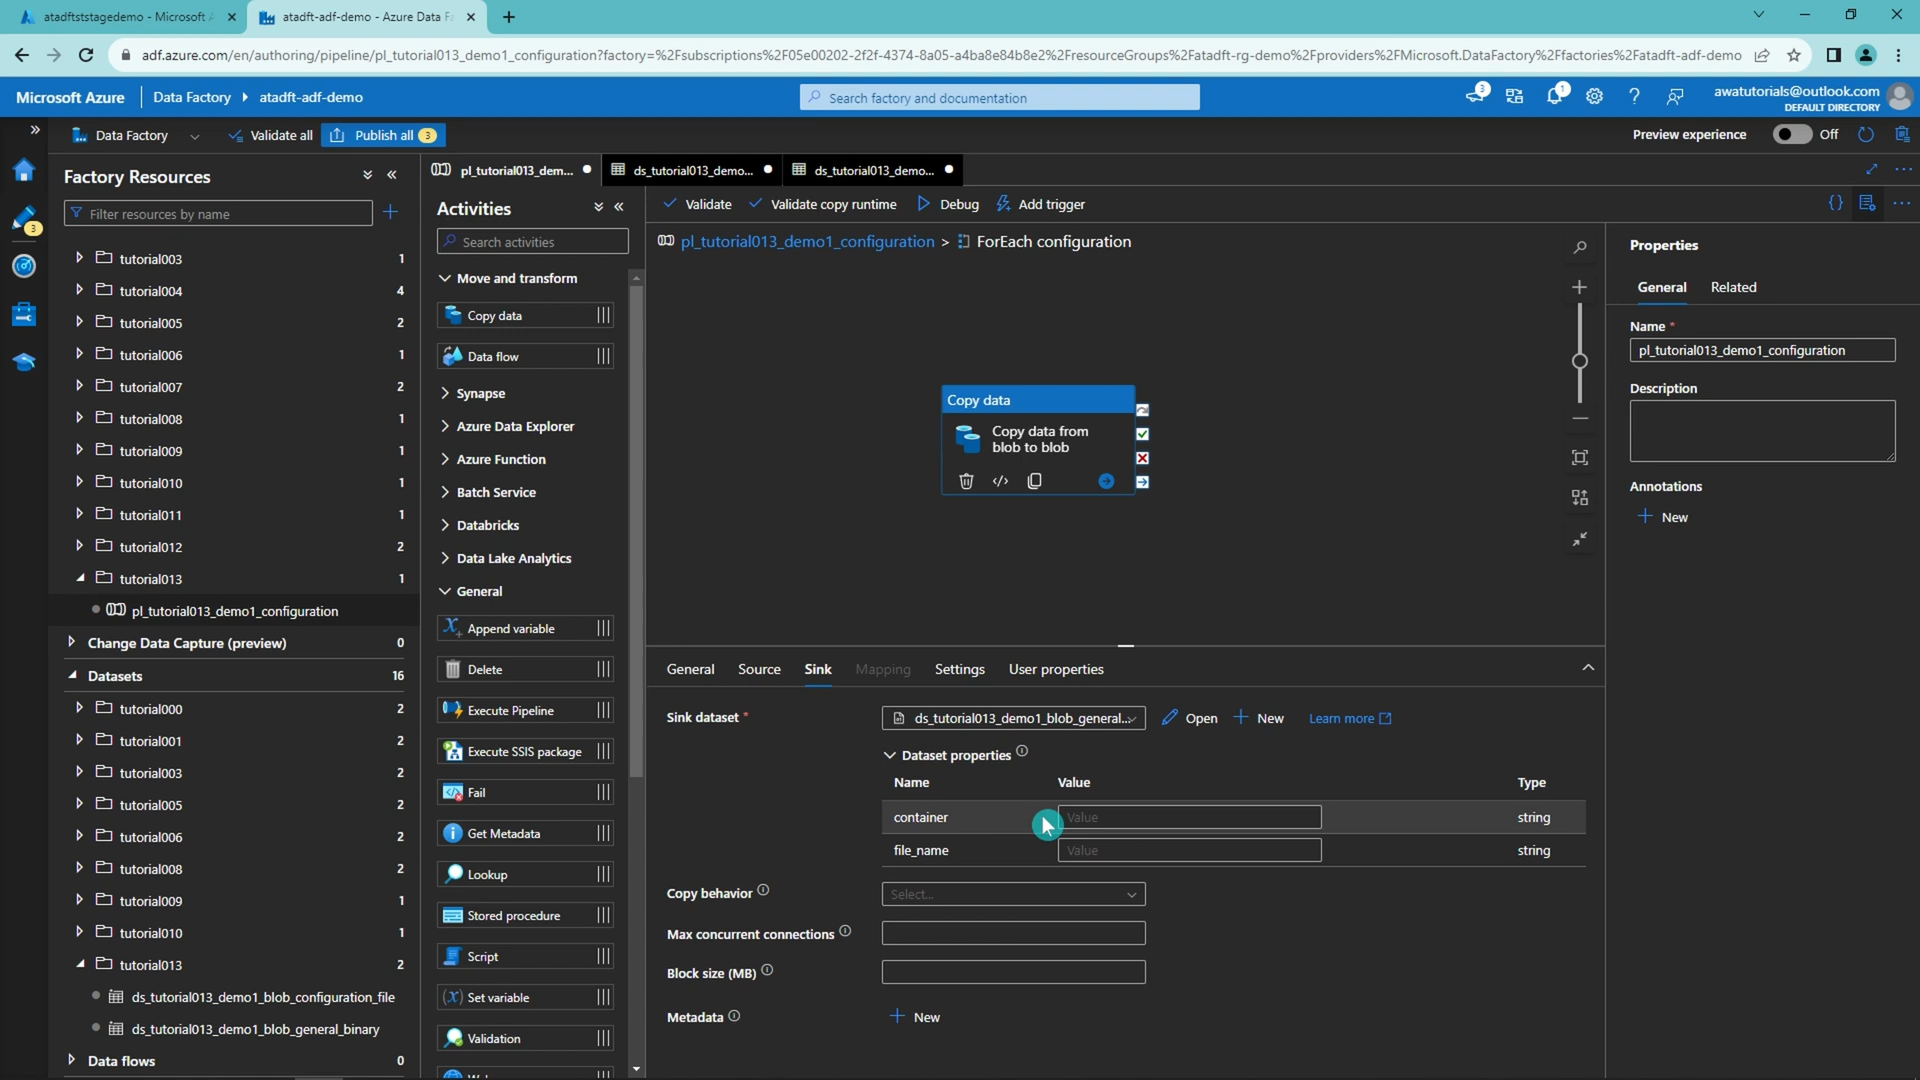 atadftststagedemo - Microsoft A
atadft-adf-demo - Azure Data Fa
adf.azure.com/en/authoring/pipeline/pl_tutorial013_demo1_configuration?factory=%2Fsubscriptions%2F05e00202-2f2f-4374-8a05-a4ba8e84b8e2%2FresourceGroups%2Fatadft-rg-demo%2Fproviders%2FMicrosoft.DataFactory%2Ffactories%2Fatadft-adf-demo
Microsoft Azure
Data Factory
atadft-adf-demo
Search factory and documentation
3
1
awatutorials@outlook.com
DEFAULT DIRECTORY
Data Factory
Validate all
Publish all 3
Preview experience
Off
Factory Resources
pl_tutorial013_dem...
ds_tutorial013_demo...
ds_tutorial013_demo...
Filter resources by name
3
tutorial003 1
tutorial004 4
tutorial005 2
tutorial006 1
tutorial007 2
tutorial008 1
tutorial009 1
tutorial010 1
tutorial011 1
tutorial012 2
tutorial013 1
pl_tutorial013_demo1_configuration
Change Data Capture (preview) 0
Datasets 16
tutorial000 2
tutorial001 2
tutorial003 2
tutorial005 2
tutorial006 2
tutorial008 2
tutorial009 1
tutorial010 1
tutorial013 2
ds_tutorial013_demo1_blob_configuration_file
ds_tutorial013_demo1_blob_general_binary
Data flows 0
Activities
Search activities
Move and transform
Copy data
Data flow
Synapse
Azure Data Explorer
Azure Function
Batch Service
Databricks
Data Lake Analytics
General
Append variable
Delete
Execute Pipeline
Execute SSIS package
Fail
Get Metadata
Lookup
Stored procedure
Script
Set variable
Validation
Validate
Validate copy runtime
Debug
Add trigger
pl_tutorial013_demo1_configuration > ForEach configuration
Copy data
Copy data from
blob to blob
General
Source
Sink
Mapping
Settings
User properties
Sink dataset *
ds_tutorial013_demo1_blob_general...
Open
New
Learn more
Dataset properties
Name
Value
Type
container
Value
string
file_name
Value
string
Copy behavior
Select...
Max concurrent connections
Block size (MB)
Metadata
New
Properties
General
Related
Name *
pl_tutorial013_demo1_configuration
Description
Annotations
New